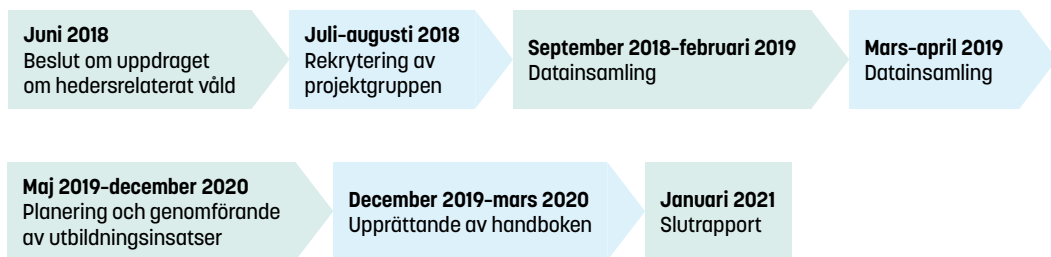 Juni 2018
Beslut om uppdraget
om hedersrelaterat våld
Juli–augusti 2018
Rekrytering av
projektgruppen
September 2018–februari 2019
Datainsamling
Mars–april 2019
Datainsamling
Maj 2019–december 2020
Planering och genomförande
av utbildningsinsatser
December 2019–mars 2020
Upprättande av handboken
Januari 2021
Slutrapport